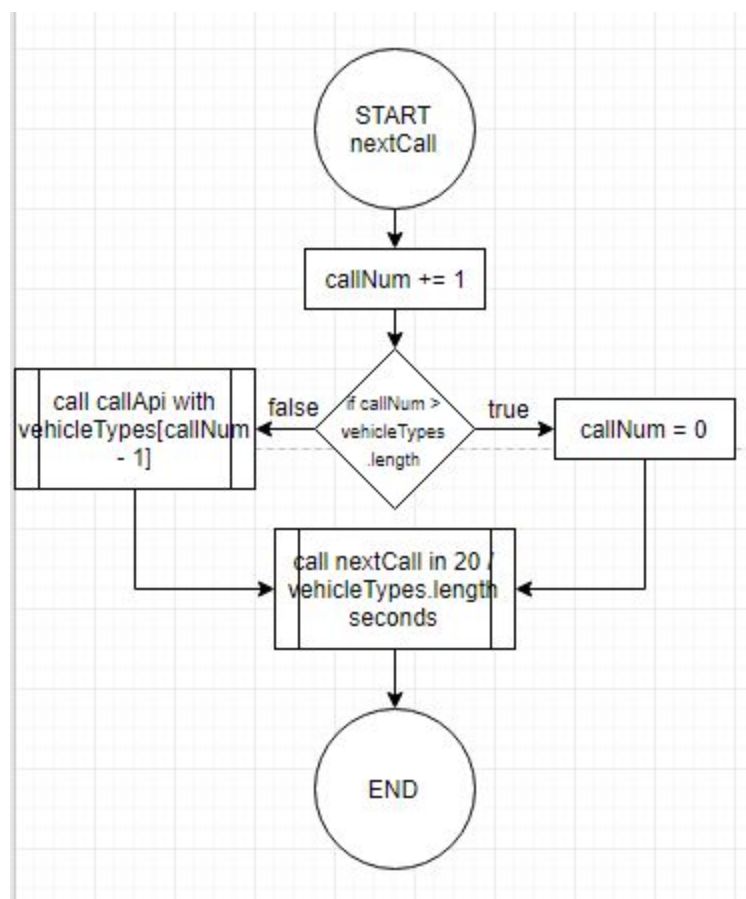 START
nextCall
callNum += 1
call callApi with
vehicleTypes[callNum
- 1]
false
if callNum >
vehicleTypes
.length
true
callNum = 0
call nextCall in 20 /
vehicleTypes.length
seconds
END